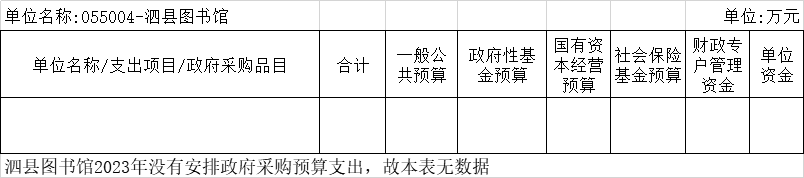 单位名称:055004-泗县图书馆 单位:万元
单位名称/支出项目/政府采购品目 合计 一般公共预算 政府性基金预算 国有资本经营预算 社会保险基金预算 财政专户管理资金 单位资金
泗县图书馆2023年没有安排政府采购预算支出，故本表无数据